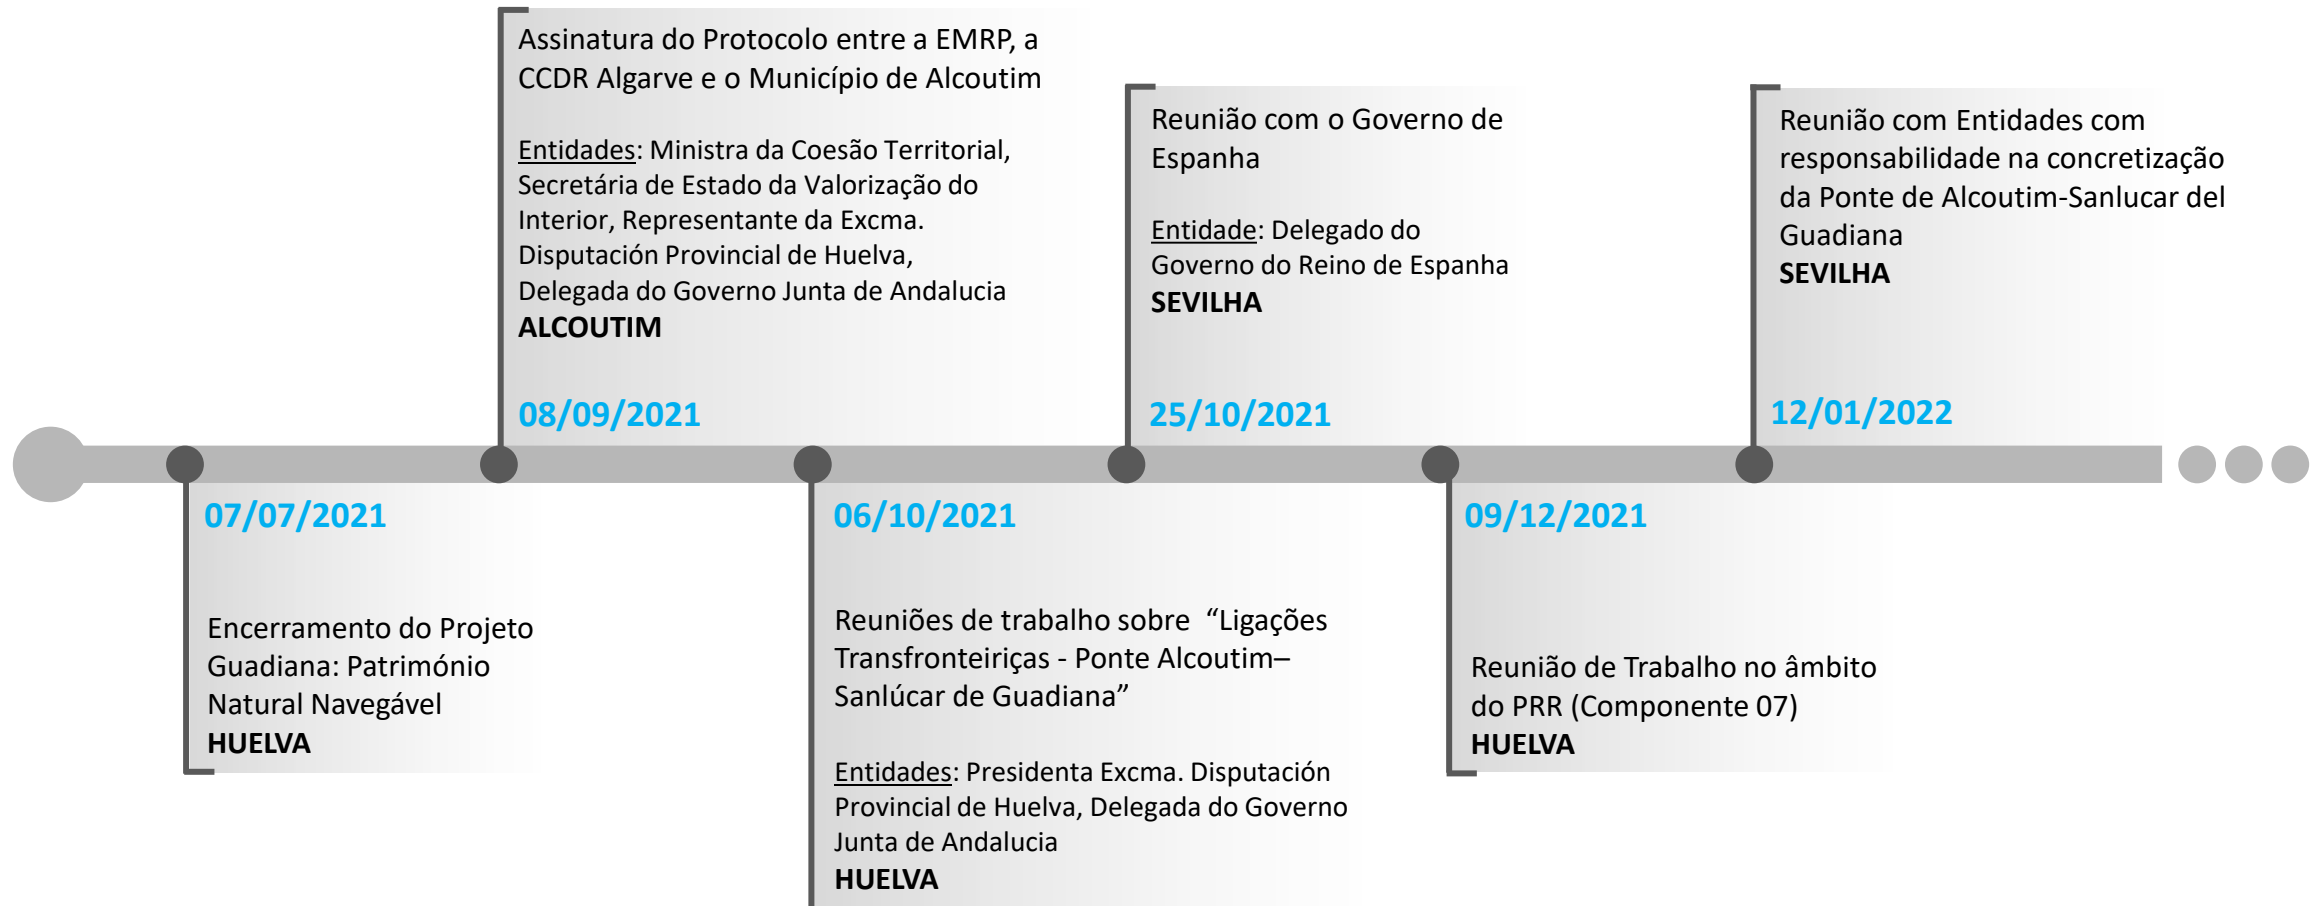 Assinatura do Protocolo entre a EMRP, a
CCDR Algarve e o Município de Alcoutim
Entidades: Ministra da Coesão Territorial,
Secretária de Estado da Valorização do
Interior, Representante da Excma.
Disputación Provincial de Huelva,
Delegada do Governo Junta de Andalucia
ALCOUTIM
08/09/2021
Reunião com o Governo de
Espanha
Entidade: Delegado do
Governo do Reino de Espanha
SEVILHA
25/10/2021
Reunião com Entidades com
responsabilidade na concretização
da Ponte de Alcoutim-Sanlucar del
Guadiana
SEVILHA
12/01/2022
07/07/2021
Encerramento do Projeto
Guadiana: Património
Natural Navegável
HUELVA
06/10/2021
Reuniões de trabalho sobre “Ligações
Transfronteiriças - Ponte Alcoutim–
Sanlúcar de Guadiana”
Entidades: Presidenta Excma. Disputación
Provincial de Huelva, Delegada do Governo
Junta de Andalucia
HUELVA
09/12/2021
Reunião de Trabalho no âmbito
do PRR (Componente 07)
HUELVA